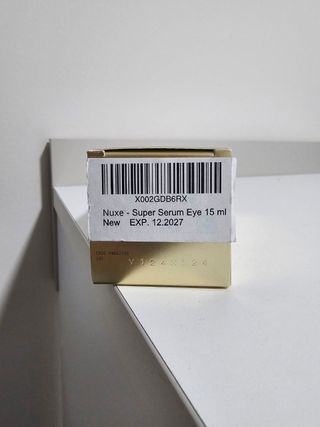 X002GDB6RX
Nuxe - Super Serum Eye 15 ml
New EXP. 12.2027